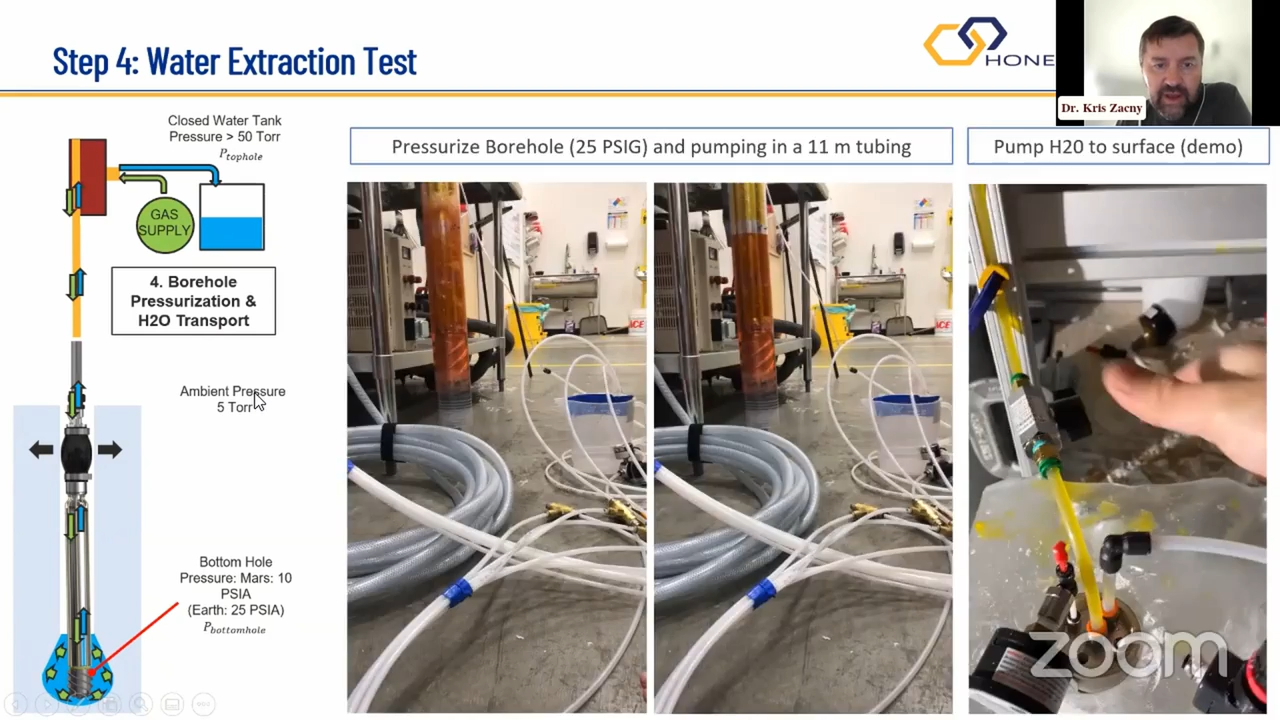 Step 4: Water Extraction Test
HONE
Dr. Kris Zacny
Closed Water Tank
Pressure > 50 Torr
Ptophole
GAS
SUPPLY
4. Borehole
Pressurization &
H2O Transport
Ambient Pressure
5 Torr
Bottom Hole
Pressure: Mars: 10
PSIA
(Earth: 25 PSIA)
Pbottomhole
Pressurize Borehole (25 PSIG) and pumping in a 11 m tubing
Pump H20 to surface (demo)
ACE
ACE
zoom